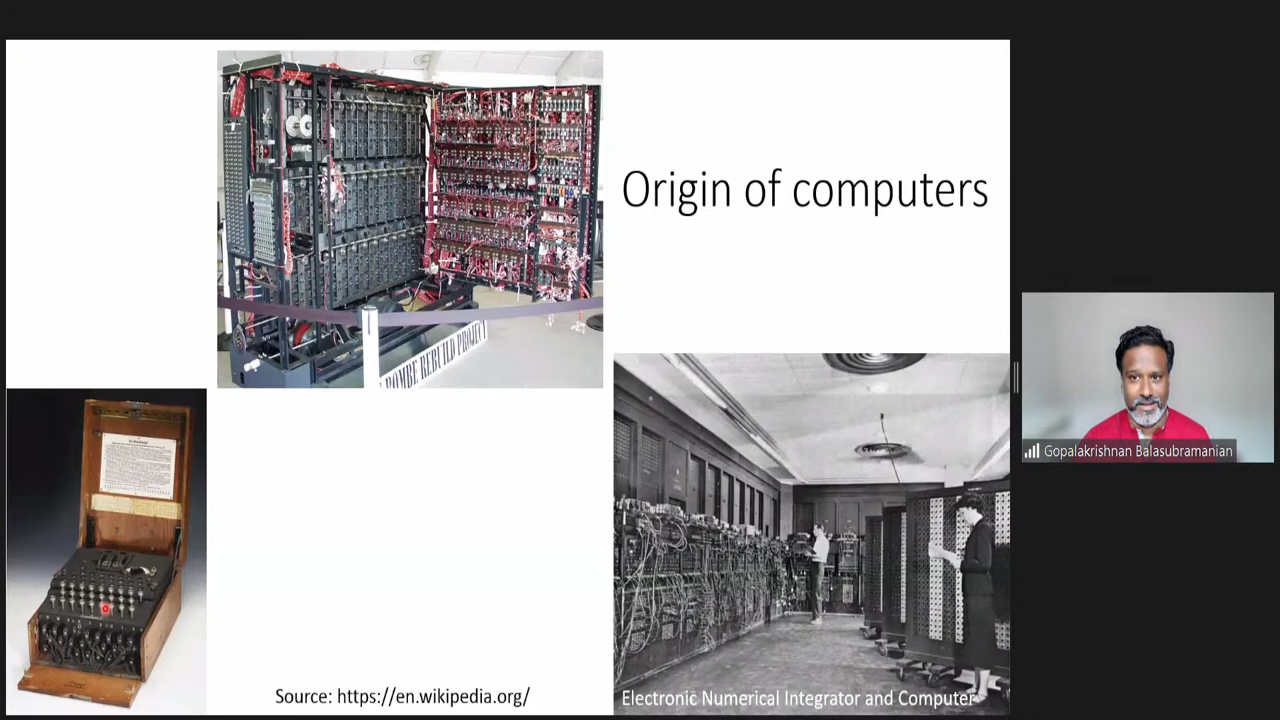 Origin of computers
BOMBE REBUILD PROJECT
Gopalakrishnan Balasubramanian
Source: https://en.wikipedia.org/
Electronic Numerical Integrator and Computer